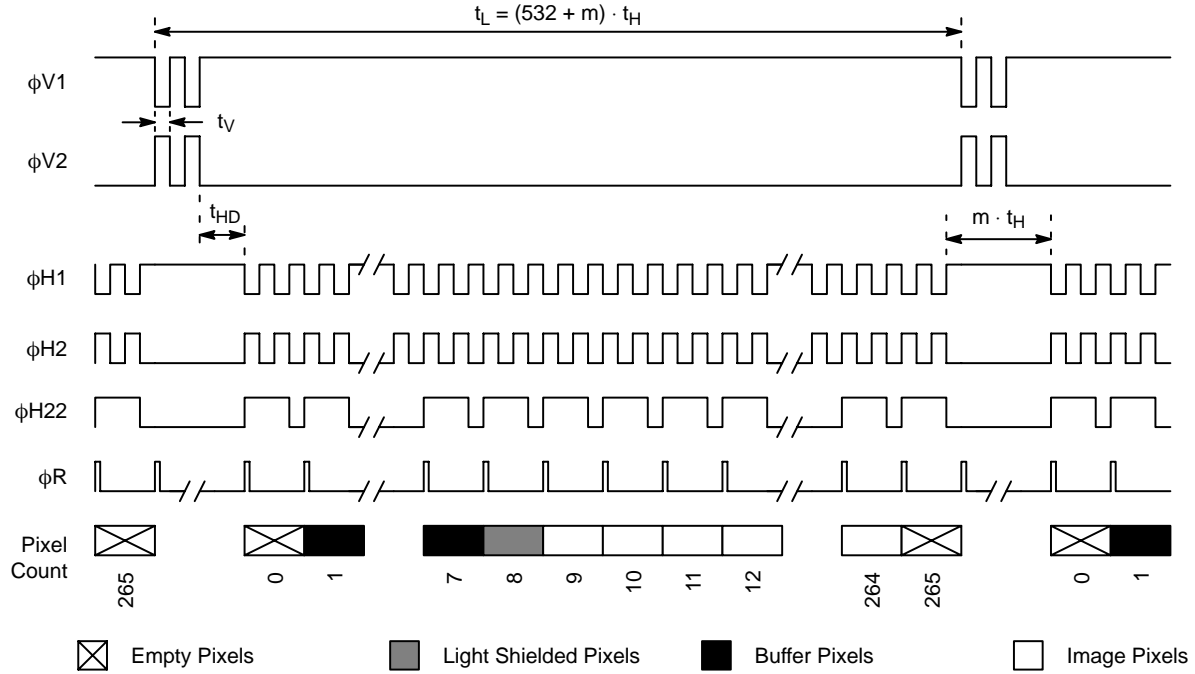 t_L = (532 + m) · t_H
ϕV1
t_V
ϕV2
t_HD
m · t_H
ϕH1
ϕH2
ϕH22
ϕR
Pixel
Count
265
0
1
7
8
9
10
11
12
264
265
0
1
Empty Pixels
Light Shielded Pixels
Buffer Pixels
Image Pixels